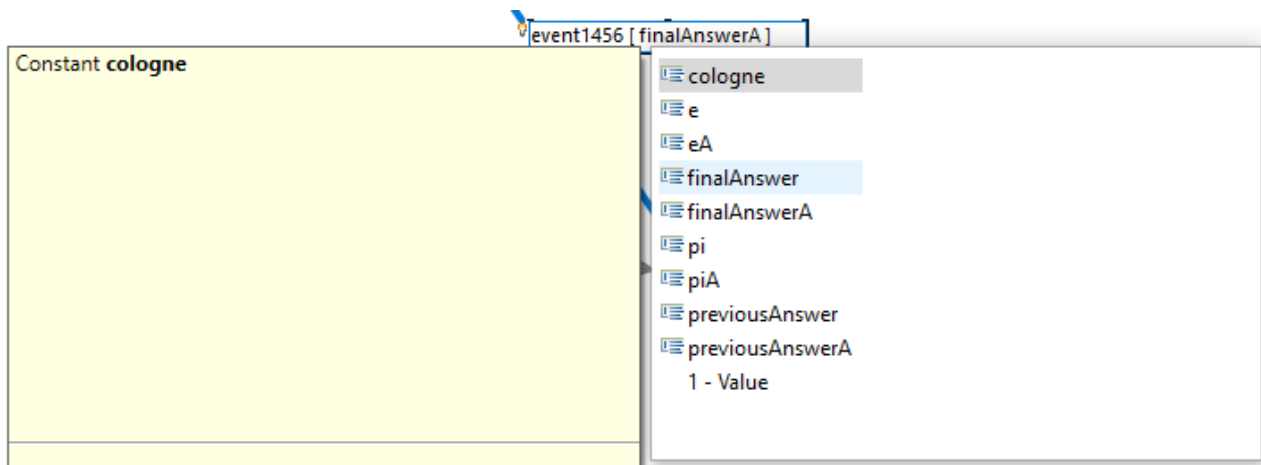 event1456 [ finalAnswerA ]
Constant cologne
cologne
e
eA
finalAnswer
finalAnswerA
pi
piA
previousAnswer
previousAnswerA
1 - Value